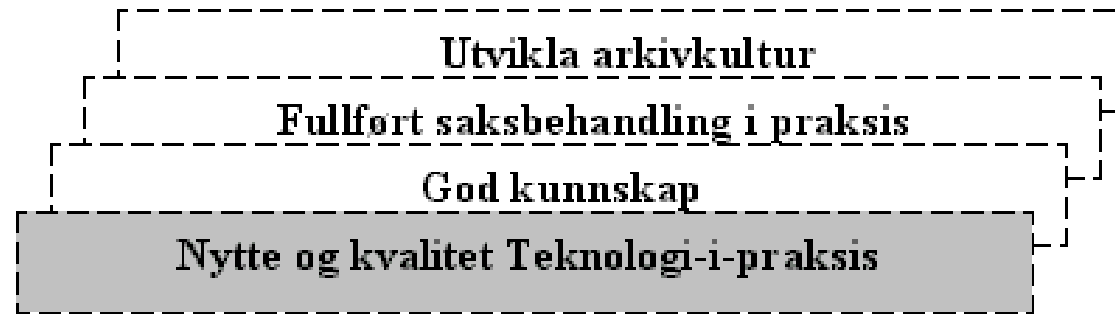 Utvikla arkivkultur
Fullført saksbehandling i praksis
God kunnskap
Nytte og kvalitet Teknologi-i-praksis